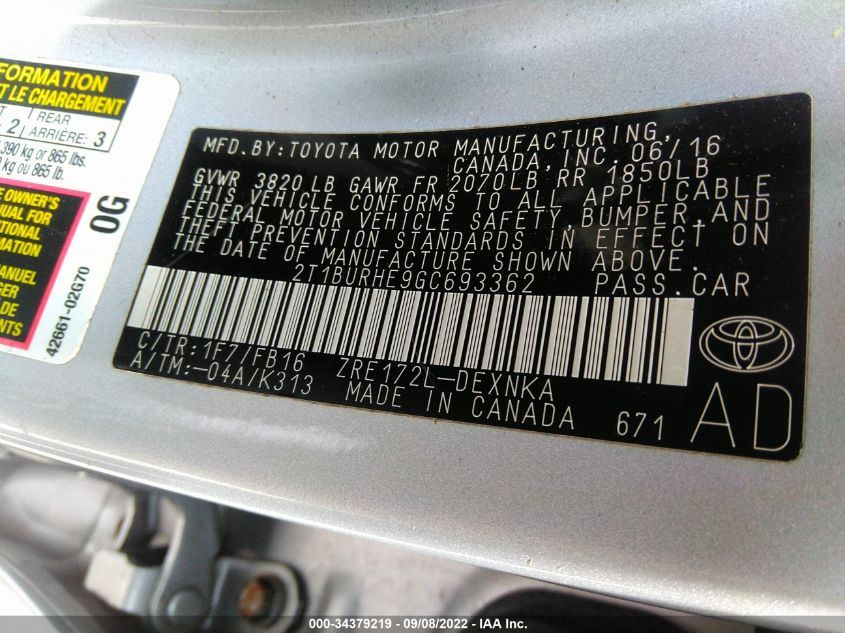 FORMATION
ET LE CHARGEMENT
REAR
2 ARRIÈRE: 3
390 kg or 865 lbs.
kg ou 865 lb.
OWNER'S
UAL FOR
TIONAL
MATION
ANUEL
GER
DE
ENTS
0G
42661-02G70
MFD.BY:TOYOTA MOTOR MANUFACTURING,
CANADA,INC. 06/16
GVWR 3820LB GAWR FR 2070LB RR 1850LB
THIS VEHICLE CONFORMS TO ALL APPLICABLE
FEDERAL MOTOR VEHICLE SAFETY,BUMPER,AND
THEFT PREVENTION STANDARDS IN EFFECT ON
THE DATE OF MANUFACTURE SHOWN ABOVE.
2T1BURHE9GC693362 PASS.CAR
C/TR:1F7/FB16 ZRE172L-DEXNKA
A/TM:-04A/K313 MADE IN CANADA 671
AD
000-34379219 - 09/08/2022 - IAA Inc.